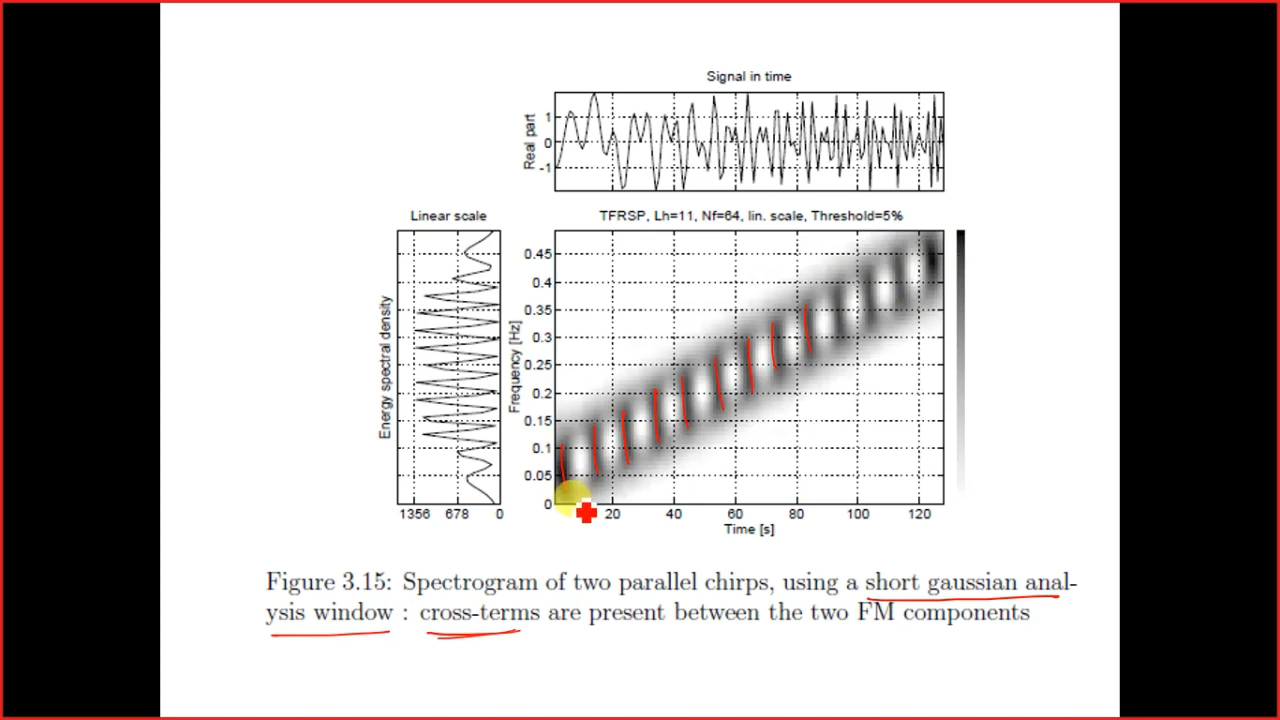 Signal in time
Real part
1
0
-1
Linear scale
Energy spectral density
1356 678 0
TFRSP, Lh=11, Nf=64, lin. scale, Threshold=5%
Frequency [Hz]
0.45
0.4
0.35
0.3
0.25
0.2
0.15
0.1
0.05
0
20 40 60 80 100 120
Time [s]
Figure 3.15: Spectrogram of two parallel chirps, using a short gaussian anal-
ysis window : cross-terms are present between the two FM components